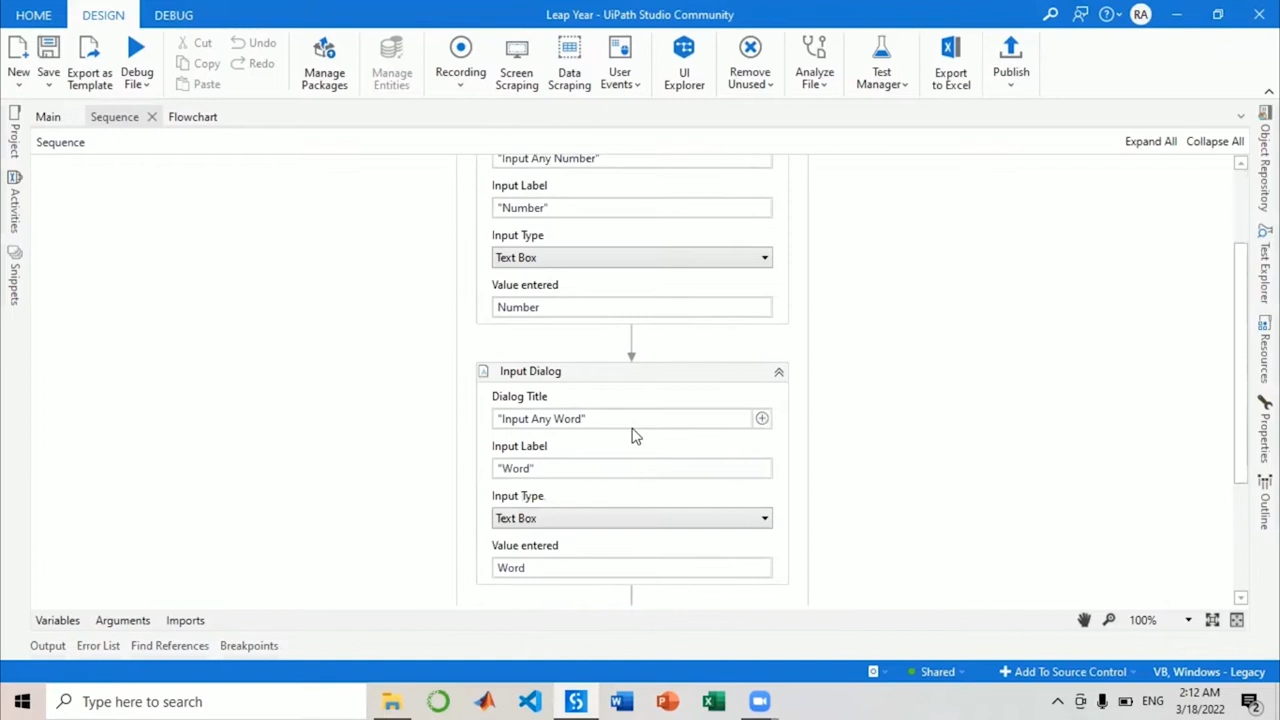 HOME DESIGN DEBUG Leap Year - UiPath Studio Community RA
New Save Export as Template Debug File Cut Copy Paste Undo Redo Manage Packages Manage Entities Recording Screen Scraping Data Scraping User Events UI Explorer Remove Unused Analyze File Test Manager Export to Excel Publish
Main Sequence Flowchart
Sequence Expand All Collapse All
Project
Activities
Snippets
"Input Any Number"
Input Label
"Number"
Input Type
Text Box
Value entered
Number
Input Dialog
Dialog Title
"Input Any Word"
Input Label
"Word"
Input Type
Text Box
Value entered
Word
Object Repository
Test Explorer
Resources
Properties
Outline
Variables Arguments Imports 100%
Output Error List Find References Breakpoints
Shared Add To Source Control VB, Windows - Legacy
Type here to search ENG 2:12 AM
3/18/2022 2